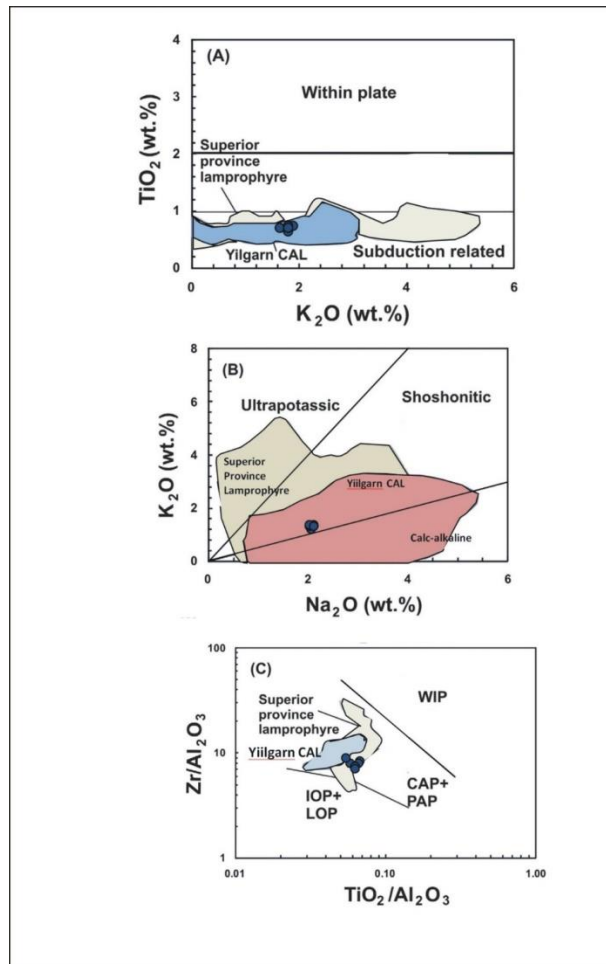 (A)
4
Within plate
3
TiO2 (wt.%)
2
Superior
province
lamprophyre
1
Yilgarn CAL
Subduction related
0
0 2 4 6
K2O (wt.%)
8
(B)
Ultrapotassic
Shoshonitic
6
K2O (wt.%)
4
Superior
Province
Lamprophyre
Yiilgarn CAL
2
Calc-alkaline
0
0 2 4 6
Na2O (wt.%)
100
(C)
WIP
Superior
province
lamprophyre
Zr/Al2O3
Yiilgarn CAL
10
IOP+
LOP
CAP+
PAP
1
0.01 0.10 1.00
TiO2/Al2O3